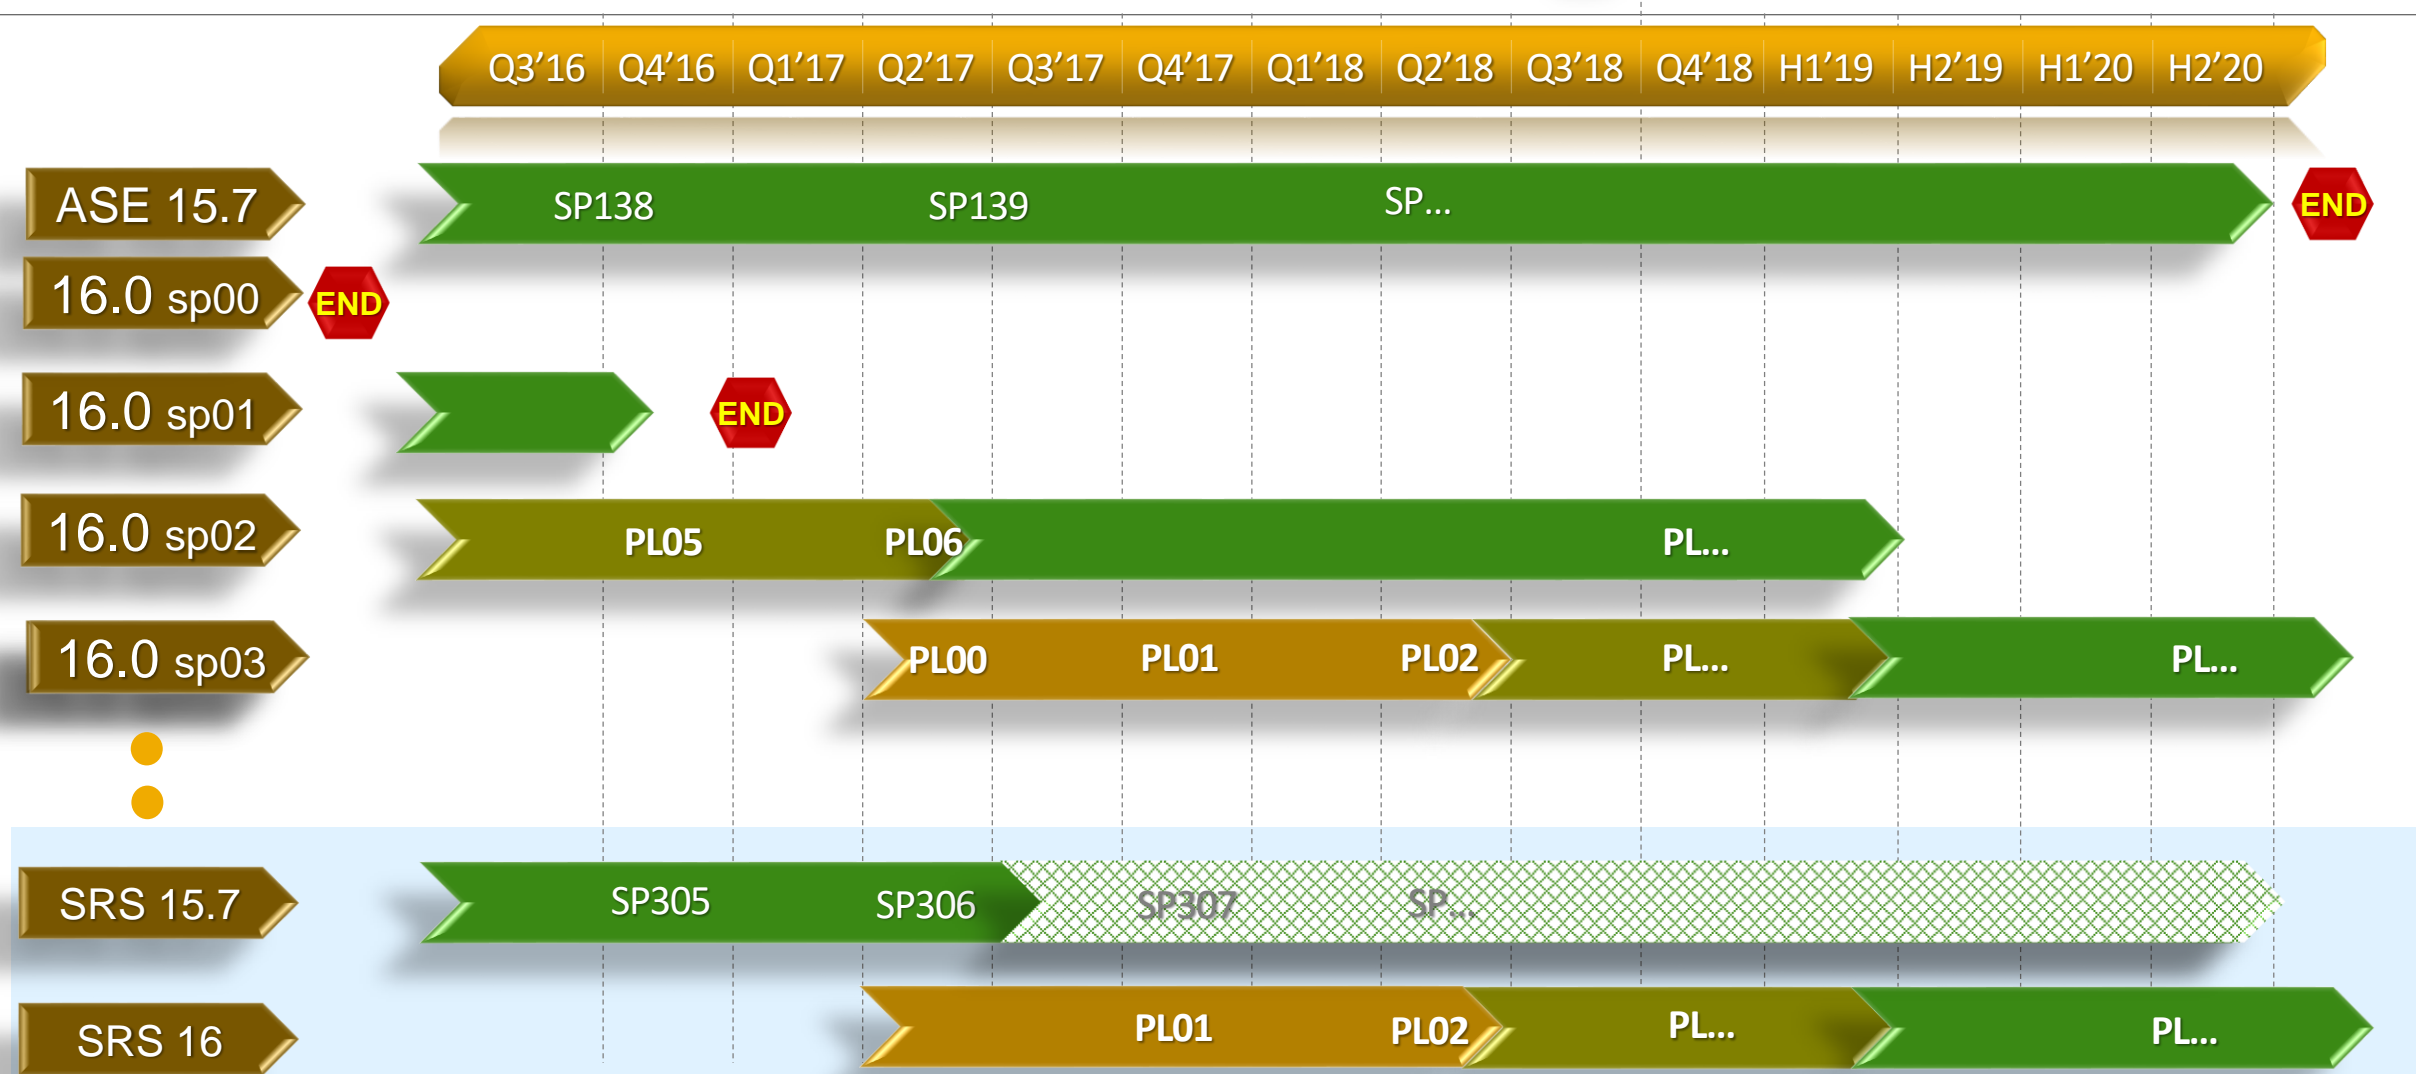 Q3’16 Q4’16 Q1’17 Q2’17 Q3’17 Q4’17 Q1’18 Q2’18 Q3’18 Q4’18 H1’19 H2’19 H1’20 H2’20
ASE 15.7 SP138 SP139 SP... END
16.0 sp00 END
16.0 sp01 END
16.0 sp02 PL05 PL06 PL...
16.0 sp03 PL00 PL01 PL02 PL... PL...
SRS 15.7 SP305 SP306 SP307 SP...
SRS 16 PL01 PL02 PL... PL...